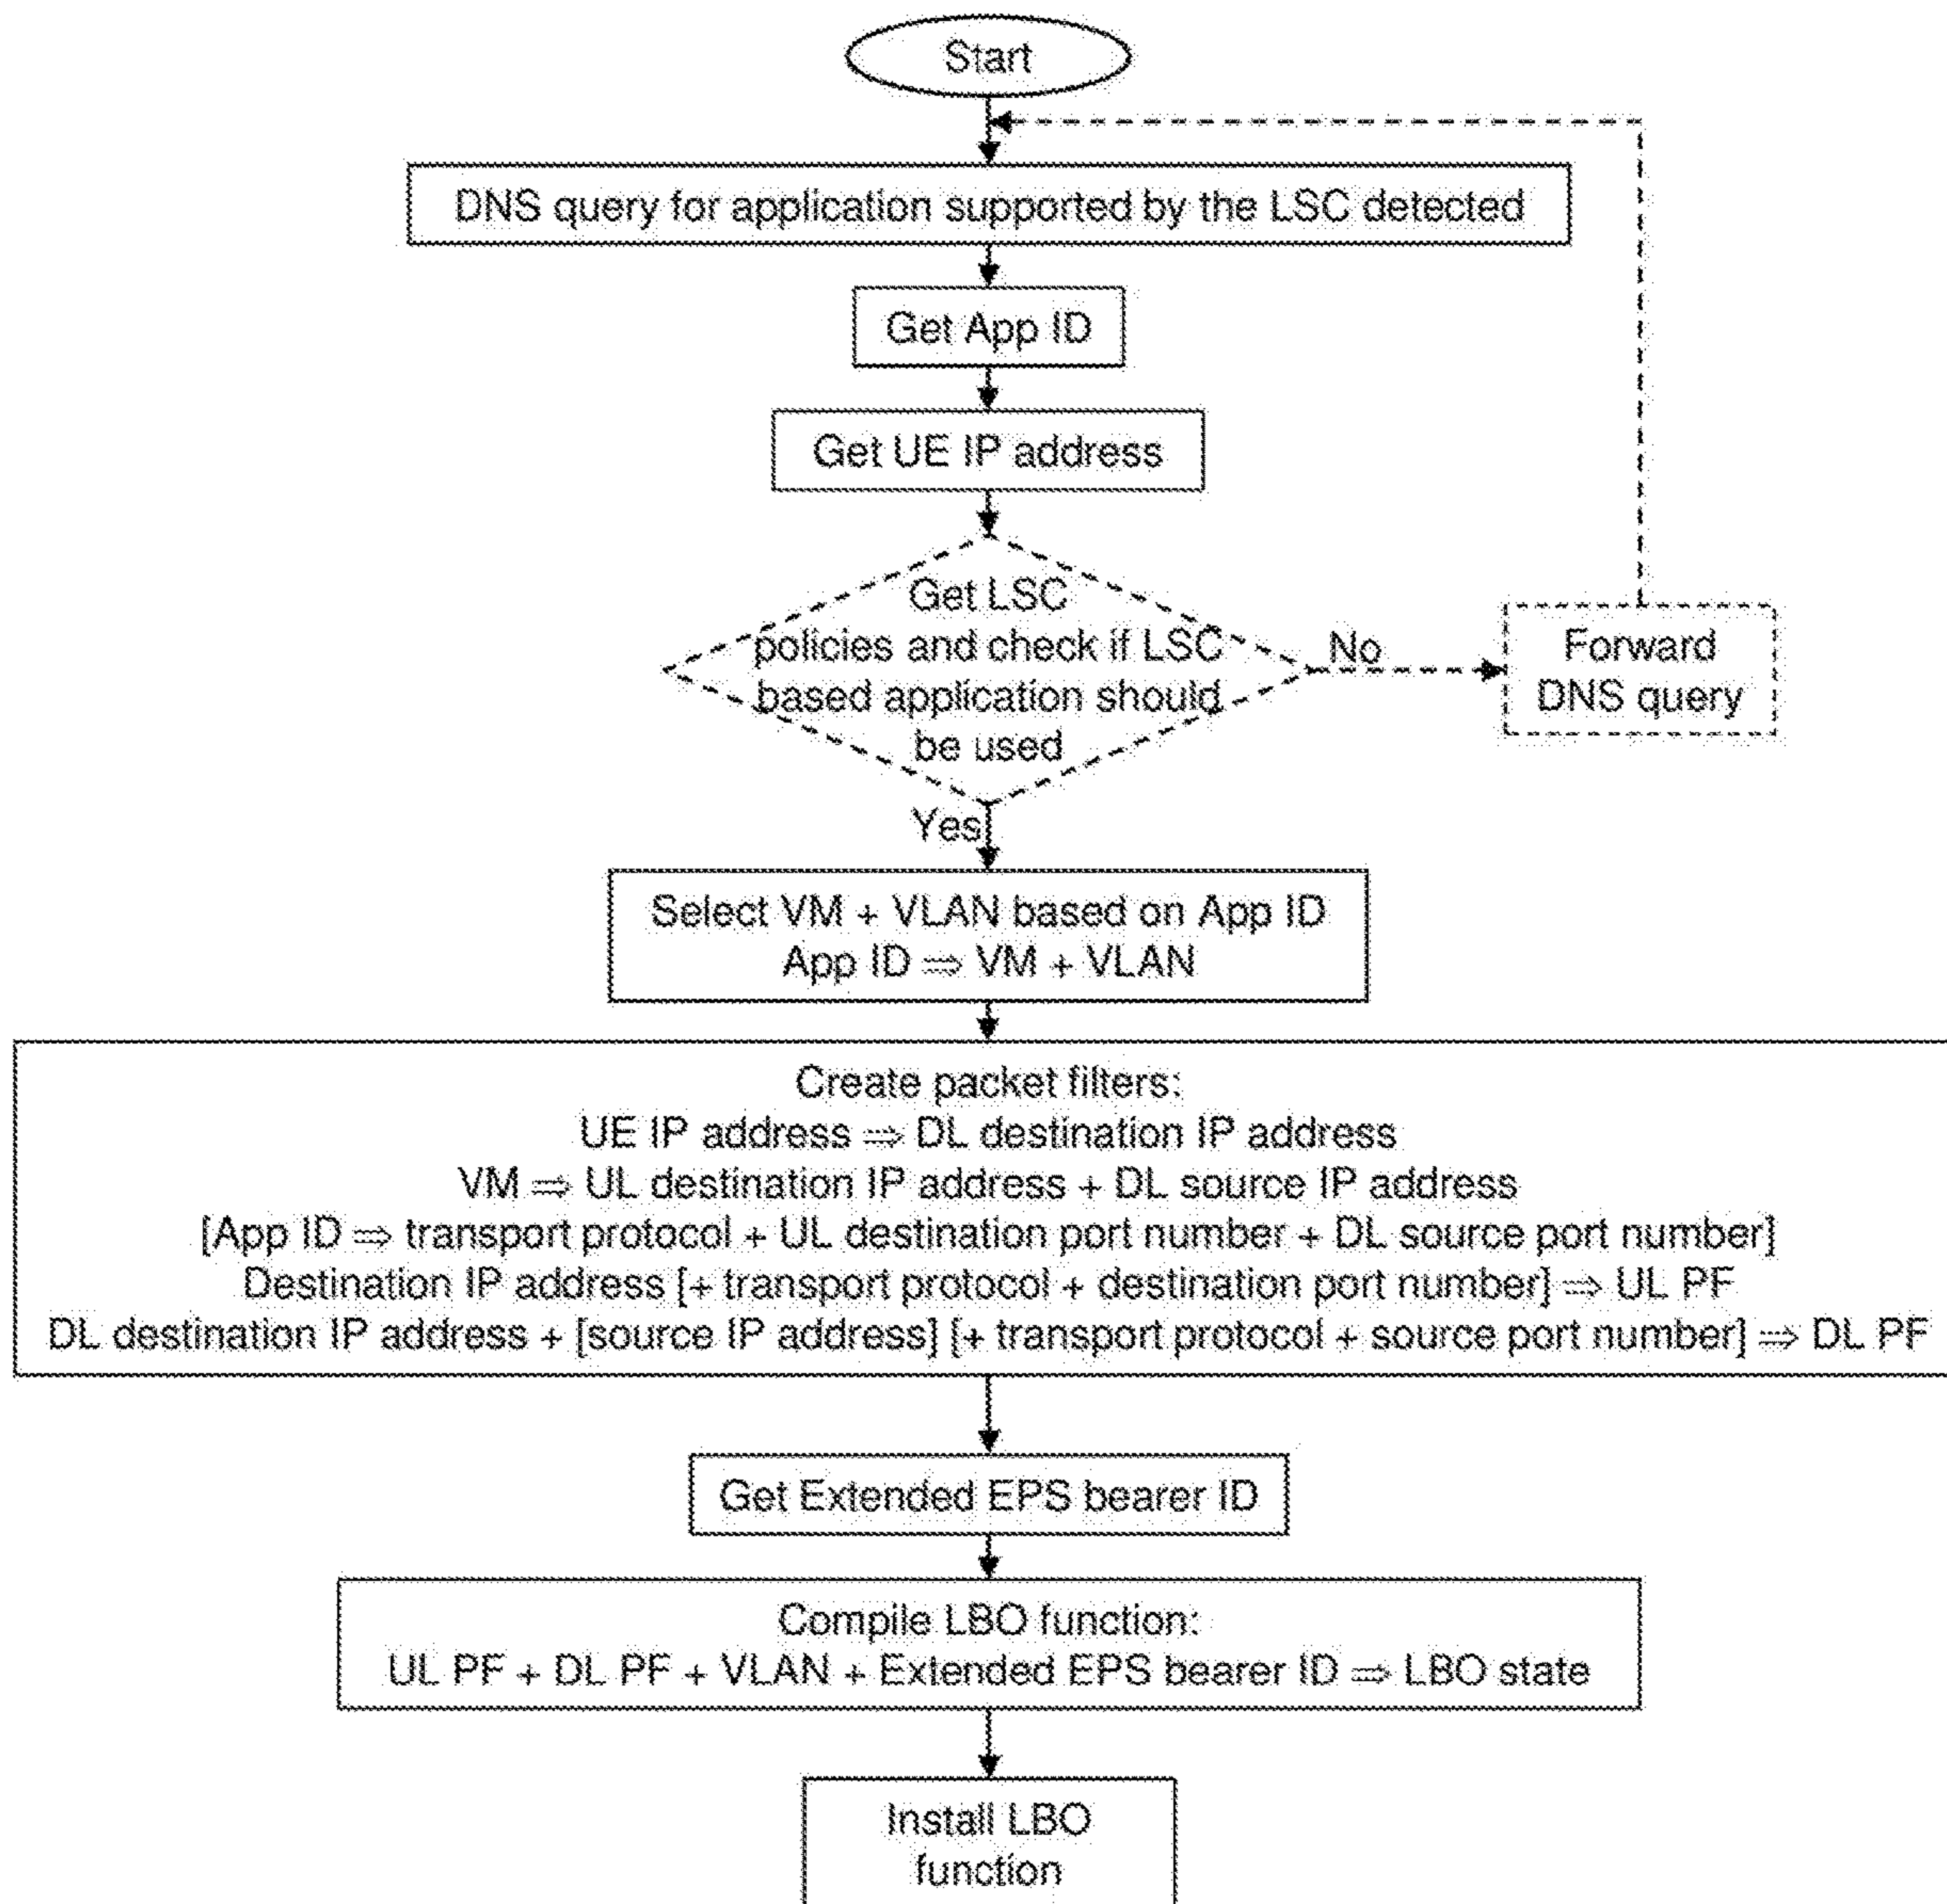 Start
DNS query for application supported by the LSC detected
Get App ID
Get UE IP address
Get LSC
policies and check if LSC
based application should
be used
No
Forward
DNS query
Yes
Select VM + VLAN based on App ID
App ID ⇒ VM + VLAN
Create packet filters:
UE IP address ⇒ DL destination IP address
VM ⇒ UL destination IP address + DL source IP address
[App ID ⇒ transport protocol + UL destination port number + DL source port number]
Destination IP address [+ transport protocol + destination port number] ⇒ UL PF
DL destination IP address + [source IP address] [+ transport protocol + source port number] ⇒ DL PF
Get Extended EPS bearer ID
Compile LBO function:
UL PF + DL PF + VLAN + Extended EPS bearer ID ⇒ LBO state
Install LBO
function